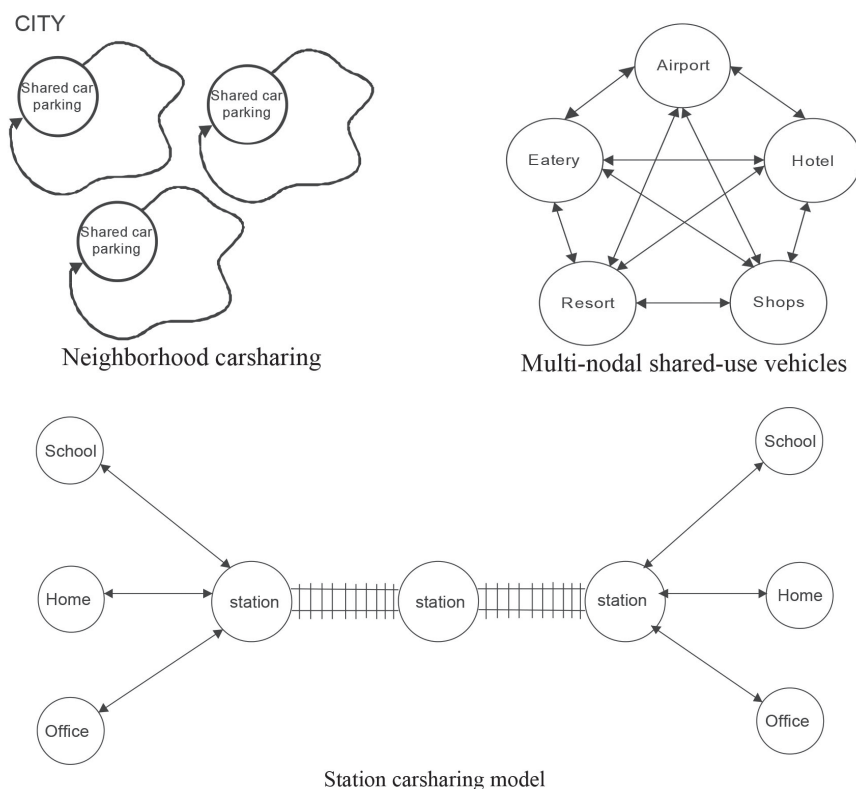 CITY
Shared car
parking
Shared car
parking
Shared car
parking
Neighborhood carsharing
Airport
Eatery
Hotel
Resort
Shops
Multi-nodal shared-use vehicles
School
School
Home
station
station
station
Home
Office
Office
Station carsharing model